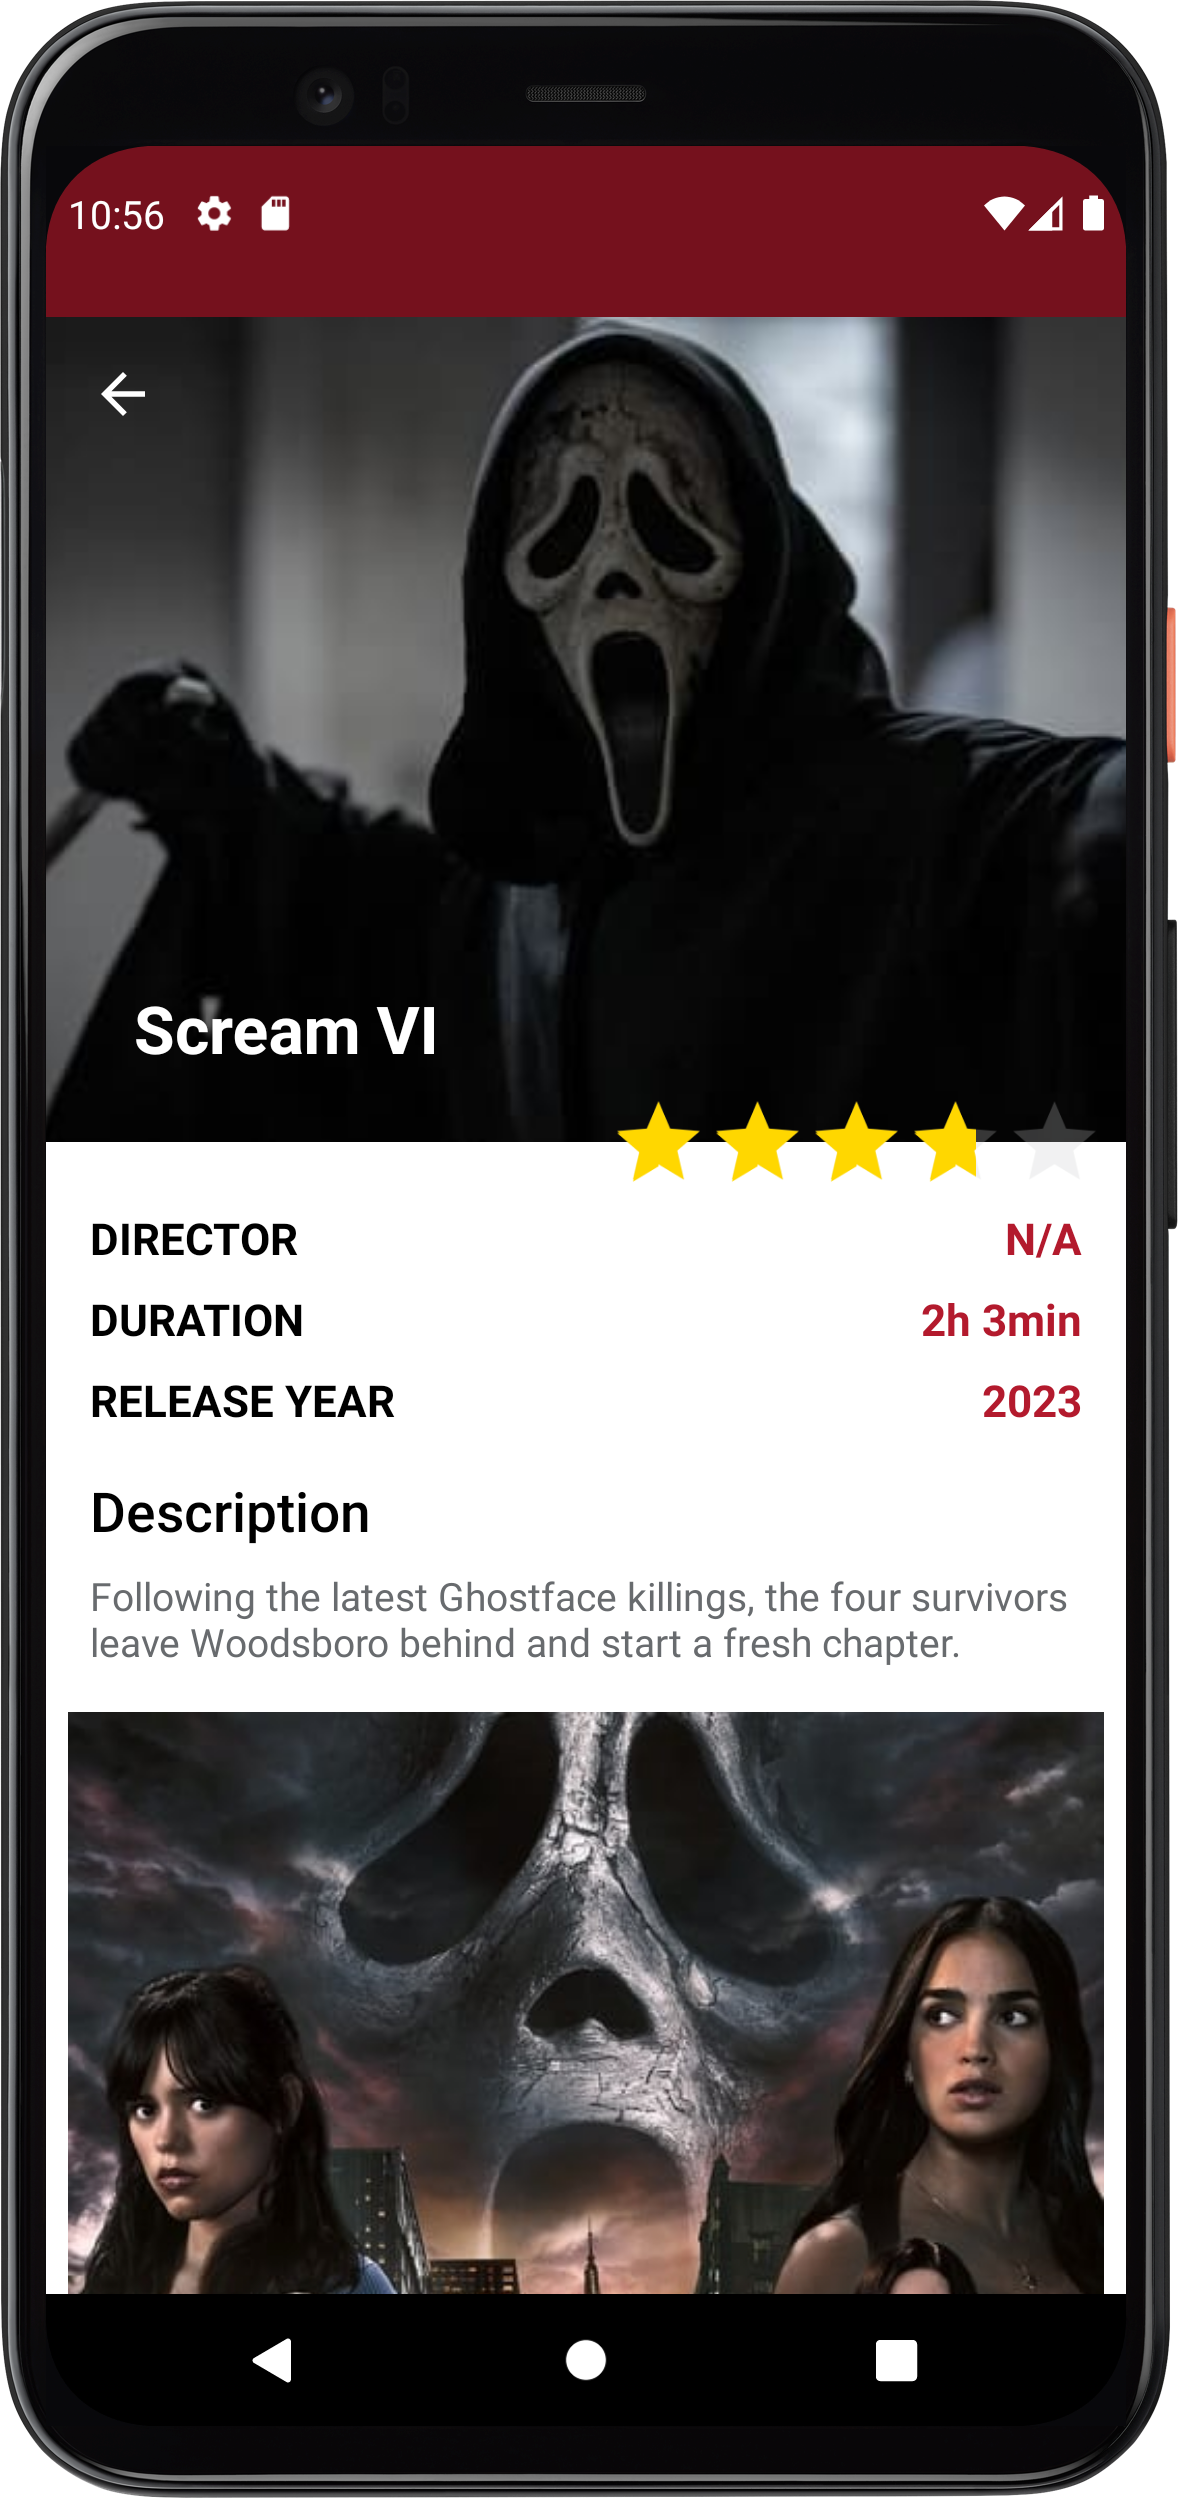 10:56
Scream VI
DIRECTOR N/A
DURATION 2h 3min
RELEASE YEAR 2023
Description
Following the latest Ghostface killings, the four survivors
leave Woodsboro behind and start a fresh chapter.